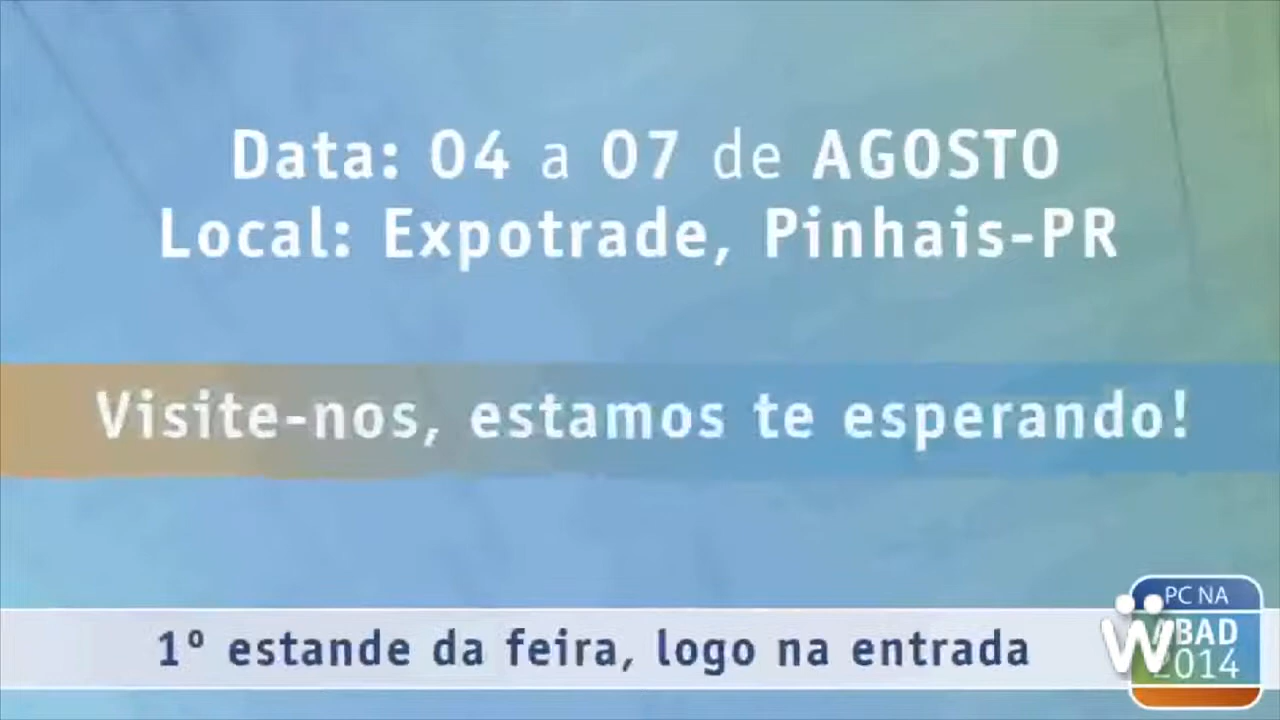 Data: 04 a 07 de AGOSTO
Local: Expotrade, Pinhais-PR
Visite-nos, estamos te esperando!
1º estande da feira, logo na entrada
PC NA
ABAD
2014